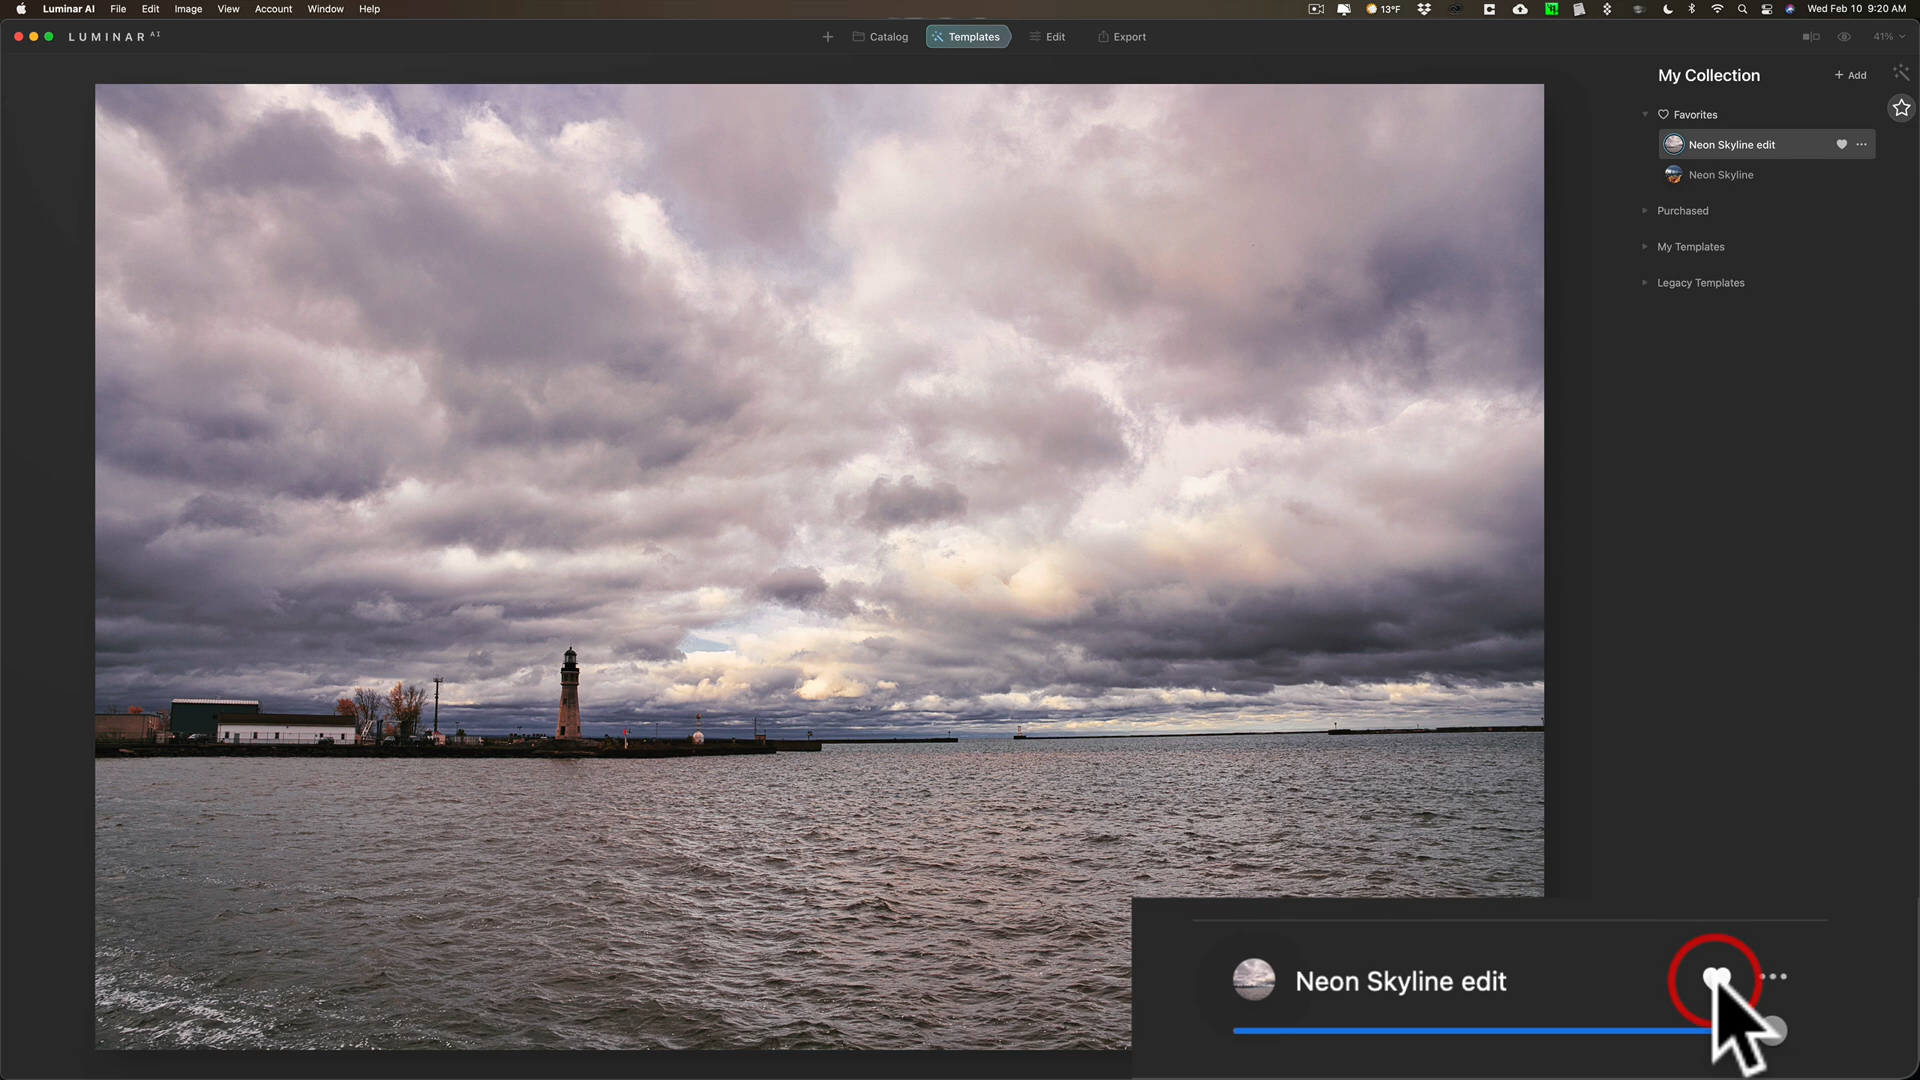 Luminar AI File Edit Image View Account Window Help 13°F Wed Feb 10 9:20 AM
LUMINAR AI Catalog Templates Edit Export 41%
My Collection + Add
Favorites
Neon Skyline edit
Neon Skyline
Purchased
My Templates
Legacy Templates
Neon Skyline edit